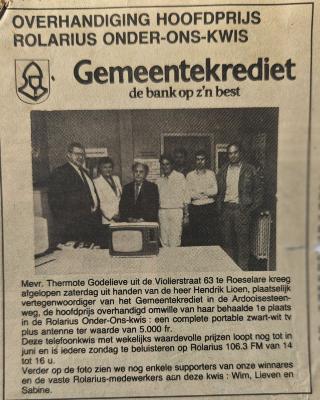 OVERHANDIGING HOOFDPRIJS
ROLARIUS ONDER-ONS-KWIS
Gemeentekrediet
de bank op z'n best
Mevr. Thermote Godelieve uit de Violierstraat 63 te Roeselare kreeg
afgelopen zaterdag uit handen van de heer Hendrik Lioen, plaatselijk
vertegenwoordiger van het Gemeentekrediet in de Ardooisesteen-
weg, de hoofdprijs overhandigd omwille van haar behaalde 1e plaats
in de Rolarius Onder-Ons-kwis : een complete portable zwart-wit tv
plus antenne ter waarde van 5.000 fr.
Deze telefoonkwis met wekelijks waardevolle prijzen loopt nog tot in
juni en is iedere zondag te beluisteren op Rolarius 106.3 FM van 14
tot 16 u.
Verder op de foto zien we nog enkele supporters van onze winnares
en de vaste Rolarius-medewerkers aan deze kwis : Wim, Lieven en
Sabine.